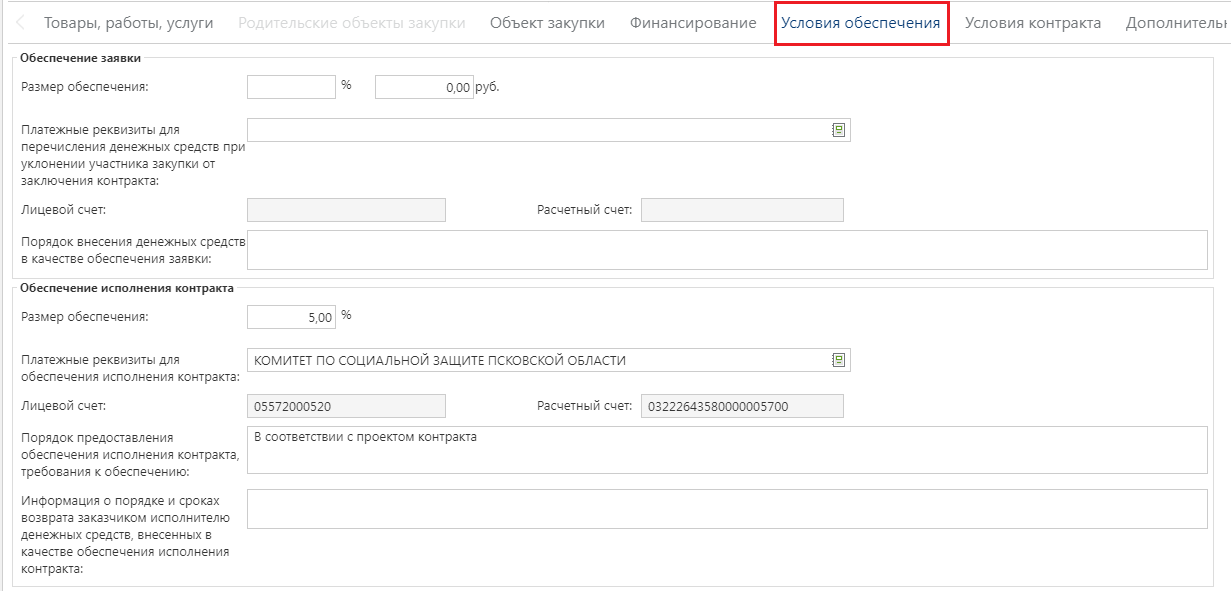 Товары, работы, услуги Родительские объекты закупки Объект закупки Финансирование Условия обеспечения Условия контракта Дополнитель
Обеспечение заявки
Размер обеспечения: % 0,00 руб.
Платежные реквизиты для
перечисления денежных средств при
уклонении участника закупки от
заключения контракта:
Лицевой счет: Расчетный счет:
Порядок внесения денежных средств
в качестве обеспечения заявки:
Обеспечение исполнения контракта
Размер обеспечения: 5,00 %
Платежные реквизиты для
обеспечения исполнения контракта:
КОМИТЕТ ПО СОЦИАЛЬНОЙ ЗАЩИТЕ ПСКОВСКОЙ ОБЛАСТИ
Лицевой счет: 05572000520 Расчетный счет: 03222643580000005700
Порядок предоставления
обеспечения исполнения контракта,
требования к обеспечению:
В соответствии с проектом контракта
Информация о порядке и сроках
возврата заказчиком исполнителю
денежных средств, внесенных в
качестве обеспечения исполнения
контракта: